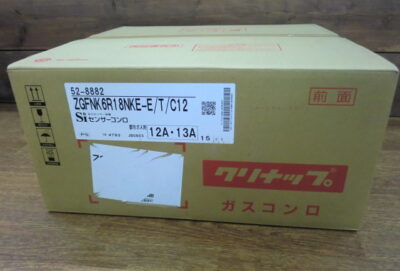 52-8882
ZGFNK6R18NKE-E/T/C12
Si センサーコンロ
12A・13A
前面
クリナップ
ガスコンロ